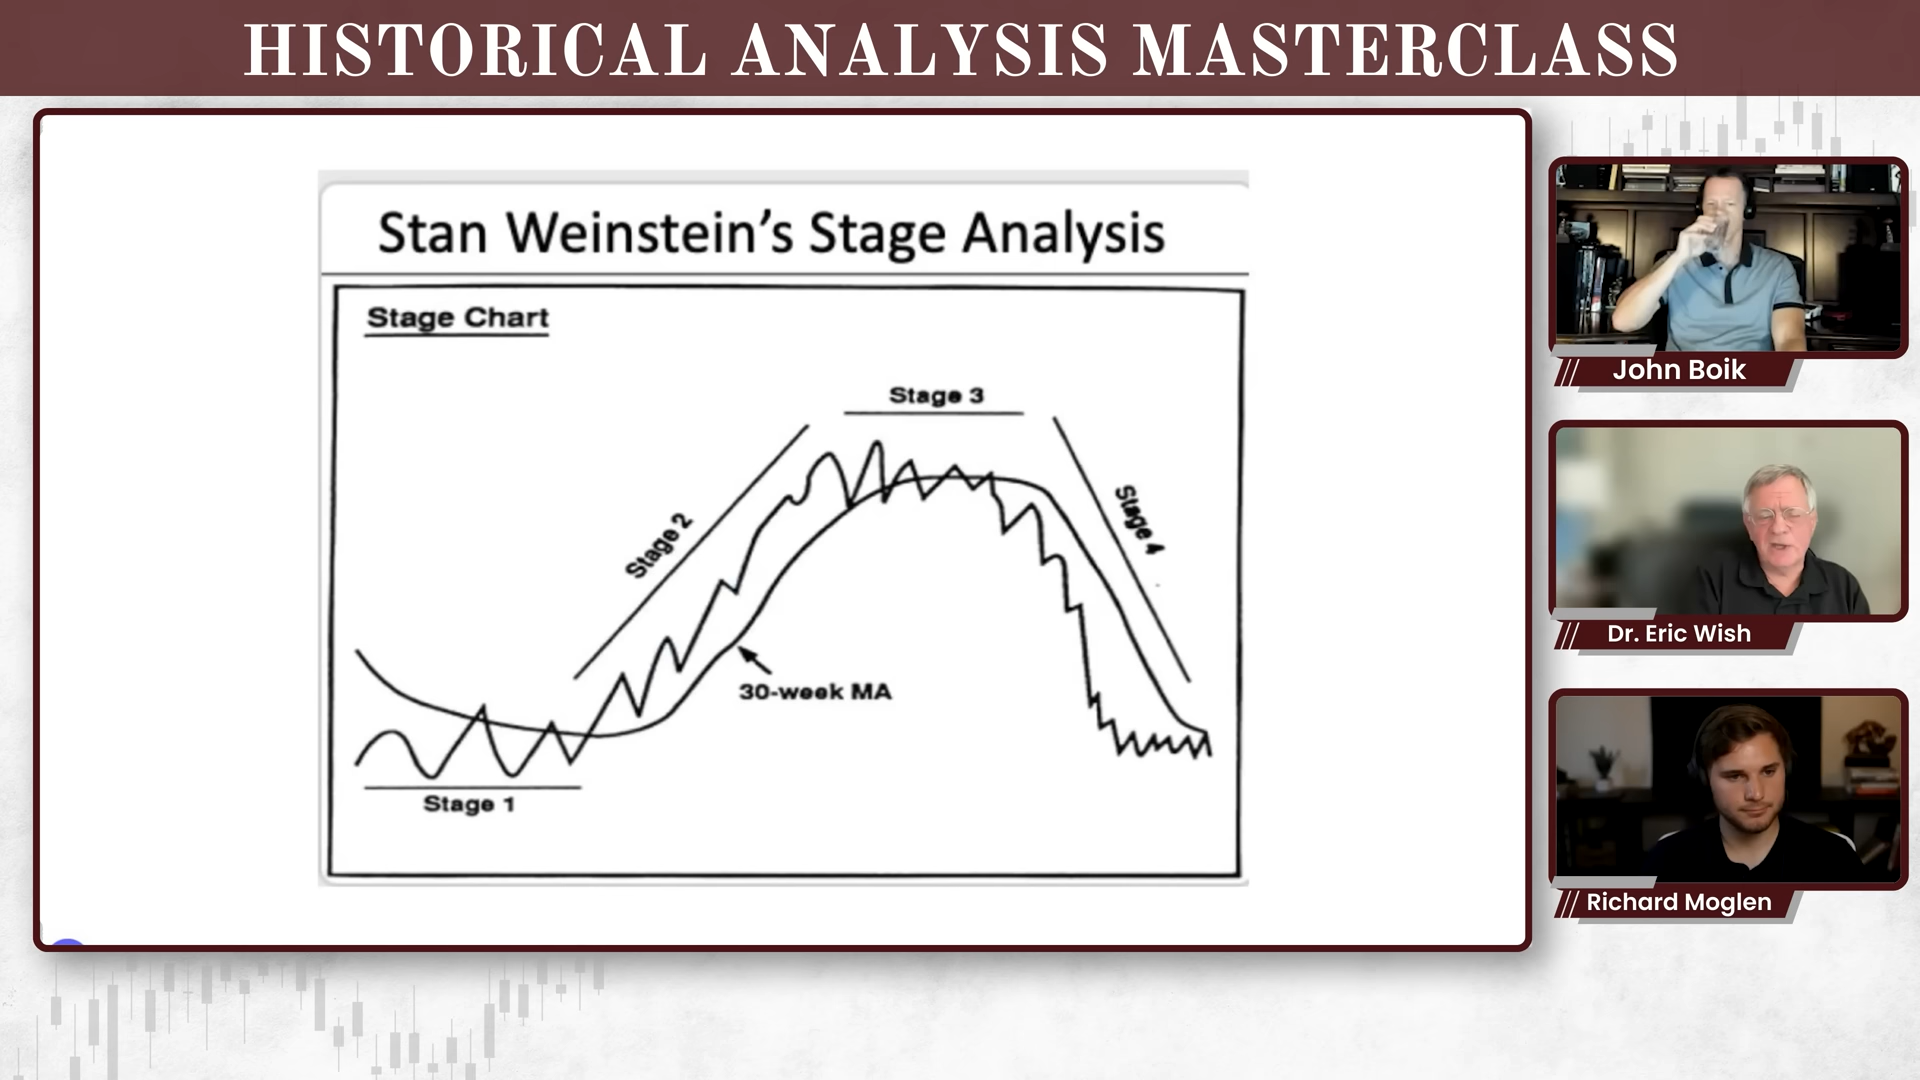 HISTORICAL ANALYSIS MASTERCLASS
Stan Weinstein’s Stage Analysis
Stage Chart
Stage 3
Stage 2
Stage 4
30-week MA
Stage 1
John Boik
Dr. Eric Wish
Richard Moglen